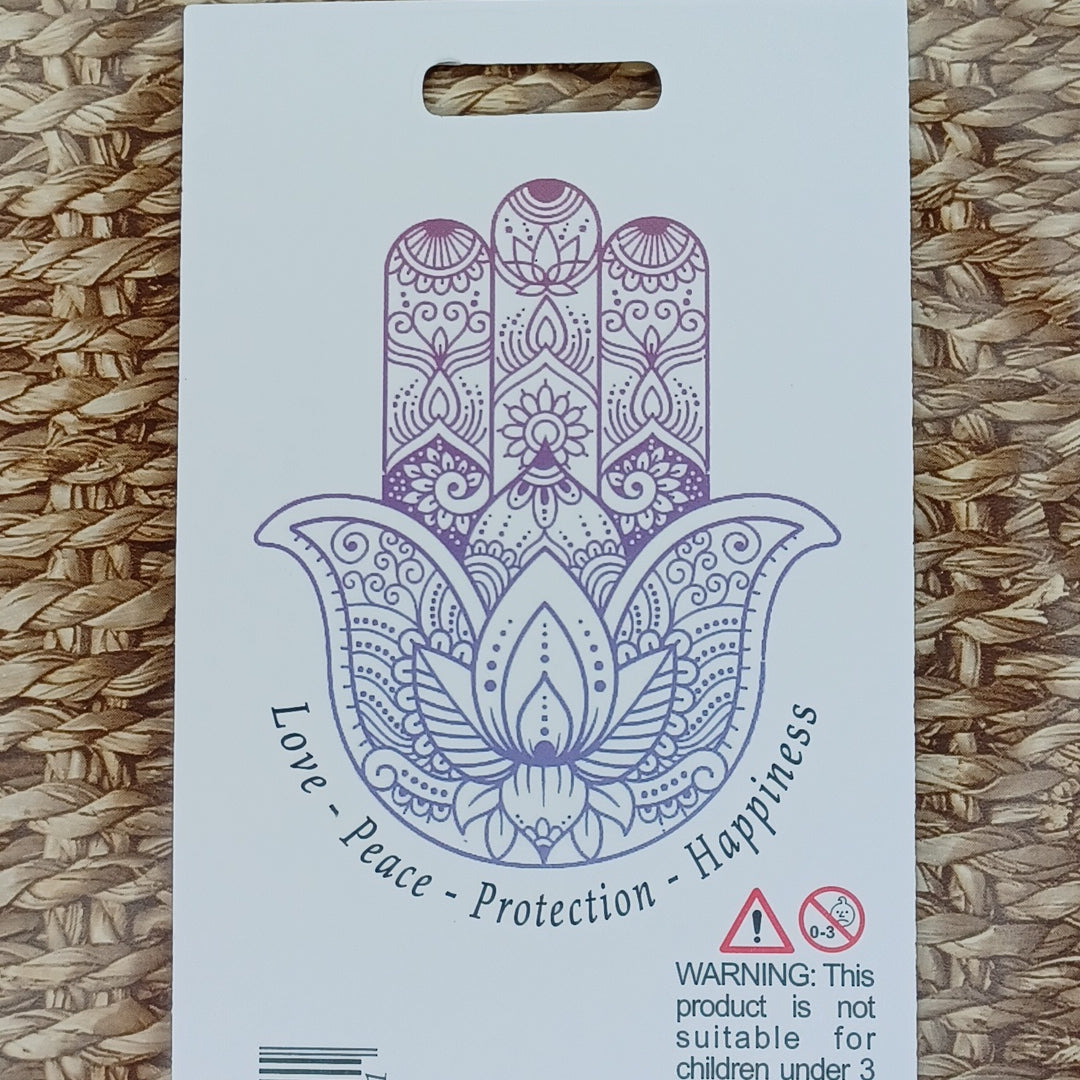 Love - Peace - Protection - Happiness
0-3
WARNING: This
product is not
suitable for
children under 3